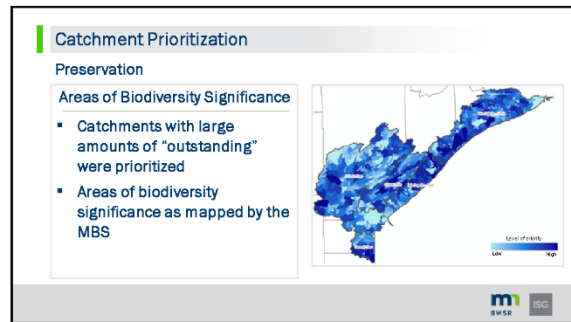 Catchment Prioritization
Preservation
Areas of Biodiversity Significance
▪ Catchments with large
amounts of "outstanding"
were prioritized
▪ Areas of biodiversity
significance as mapped by the
MBS
Level of priority
Low High
mn
BWSR
ISG